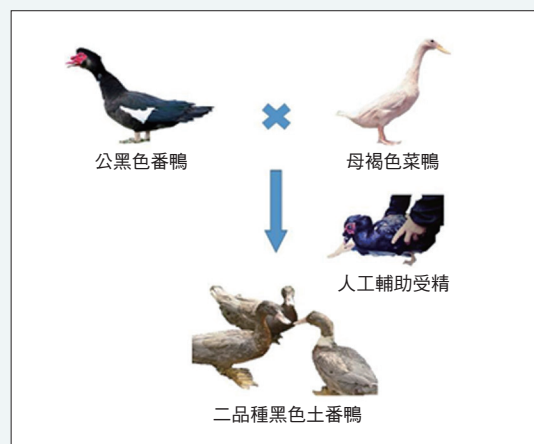 公黑色番鴨
母褐色菜鴨
人工輔助受精
二品種黑色土番鴨